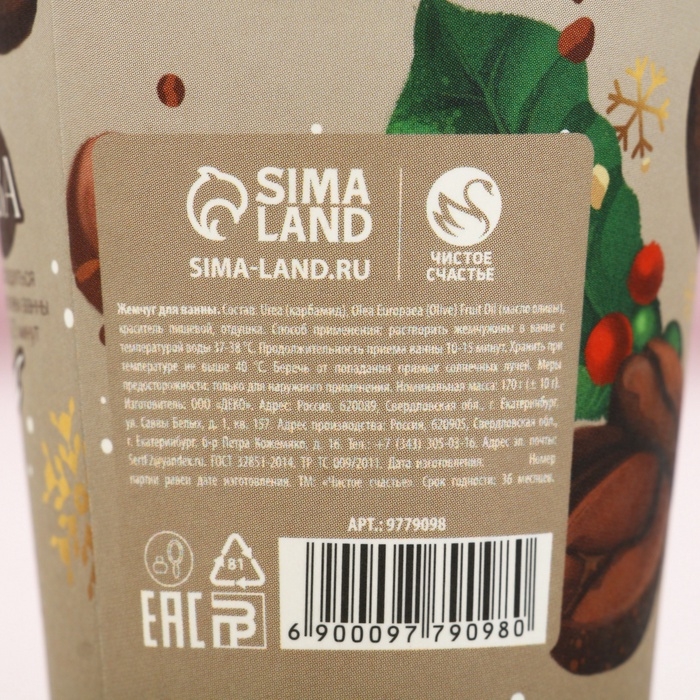 SIMA
LAND
SIMA-LAND.RU
ЧИСТОЕ
СЧАСТЬЕ
Жемчуг для ванны. Состав: Urea (карбамид), Olea Europaea (Olive) Fruit Oil (масло оливы),
краситель пищевой, отдушка. Способ применения: растворить жемчужины в ванне с
температурой воды 37-38 °С. Продолжительность приема ванны 10-15 минут. Хранить при
температуре не выше 40 °С. Беречь от попадания прямых солнечных лучей. Меры
предосторожности: только для наружного применения. Номинальная масса: 170 г (± 10 г).
Изготовитель: ООО «ДЕКО», Адрес: Россия, 620089, Свердловская обл., г. Екатеринбург,
ул. Саввы Белых, д. 1, кв. 157. Адрес производства: Россия, 620905, Свердловская обл.,
г. Екатеринбург, б-р Петра Кожемяко, д. 16. Тел.: +7 (343) 305-03-16. Адрес эл. почты:
Sertif2@yandex.ru. ГОСТ 32851-2014. ТР ТС 009/2011. Дата изготовления: Номер
партии равен дате изготовления. ТМ: «Чистое счастье» Срок годности: 36 месяцев.
АРТ.: 9779098
81
ЕАС
6 900097 790980